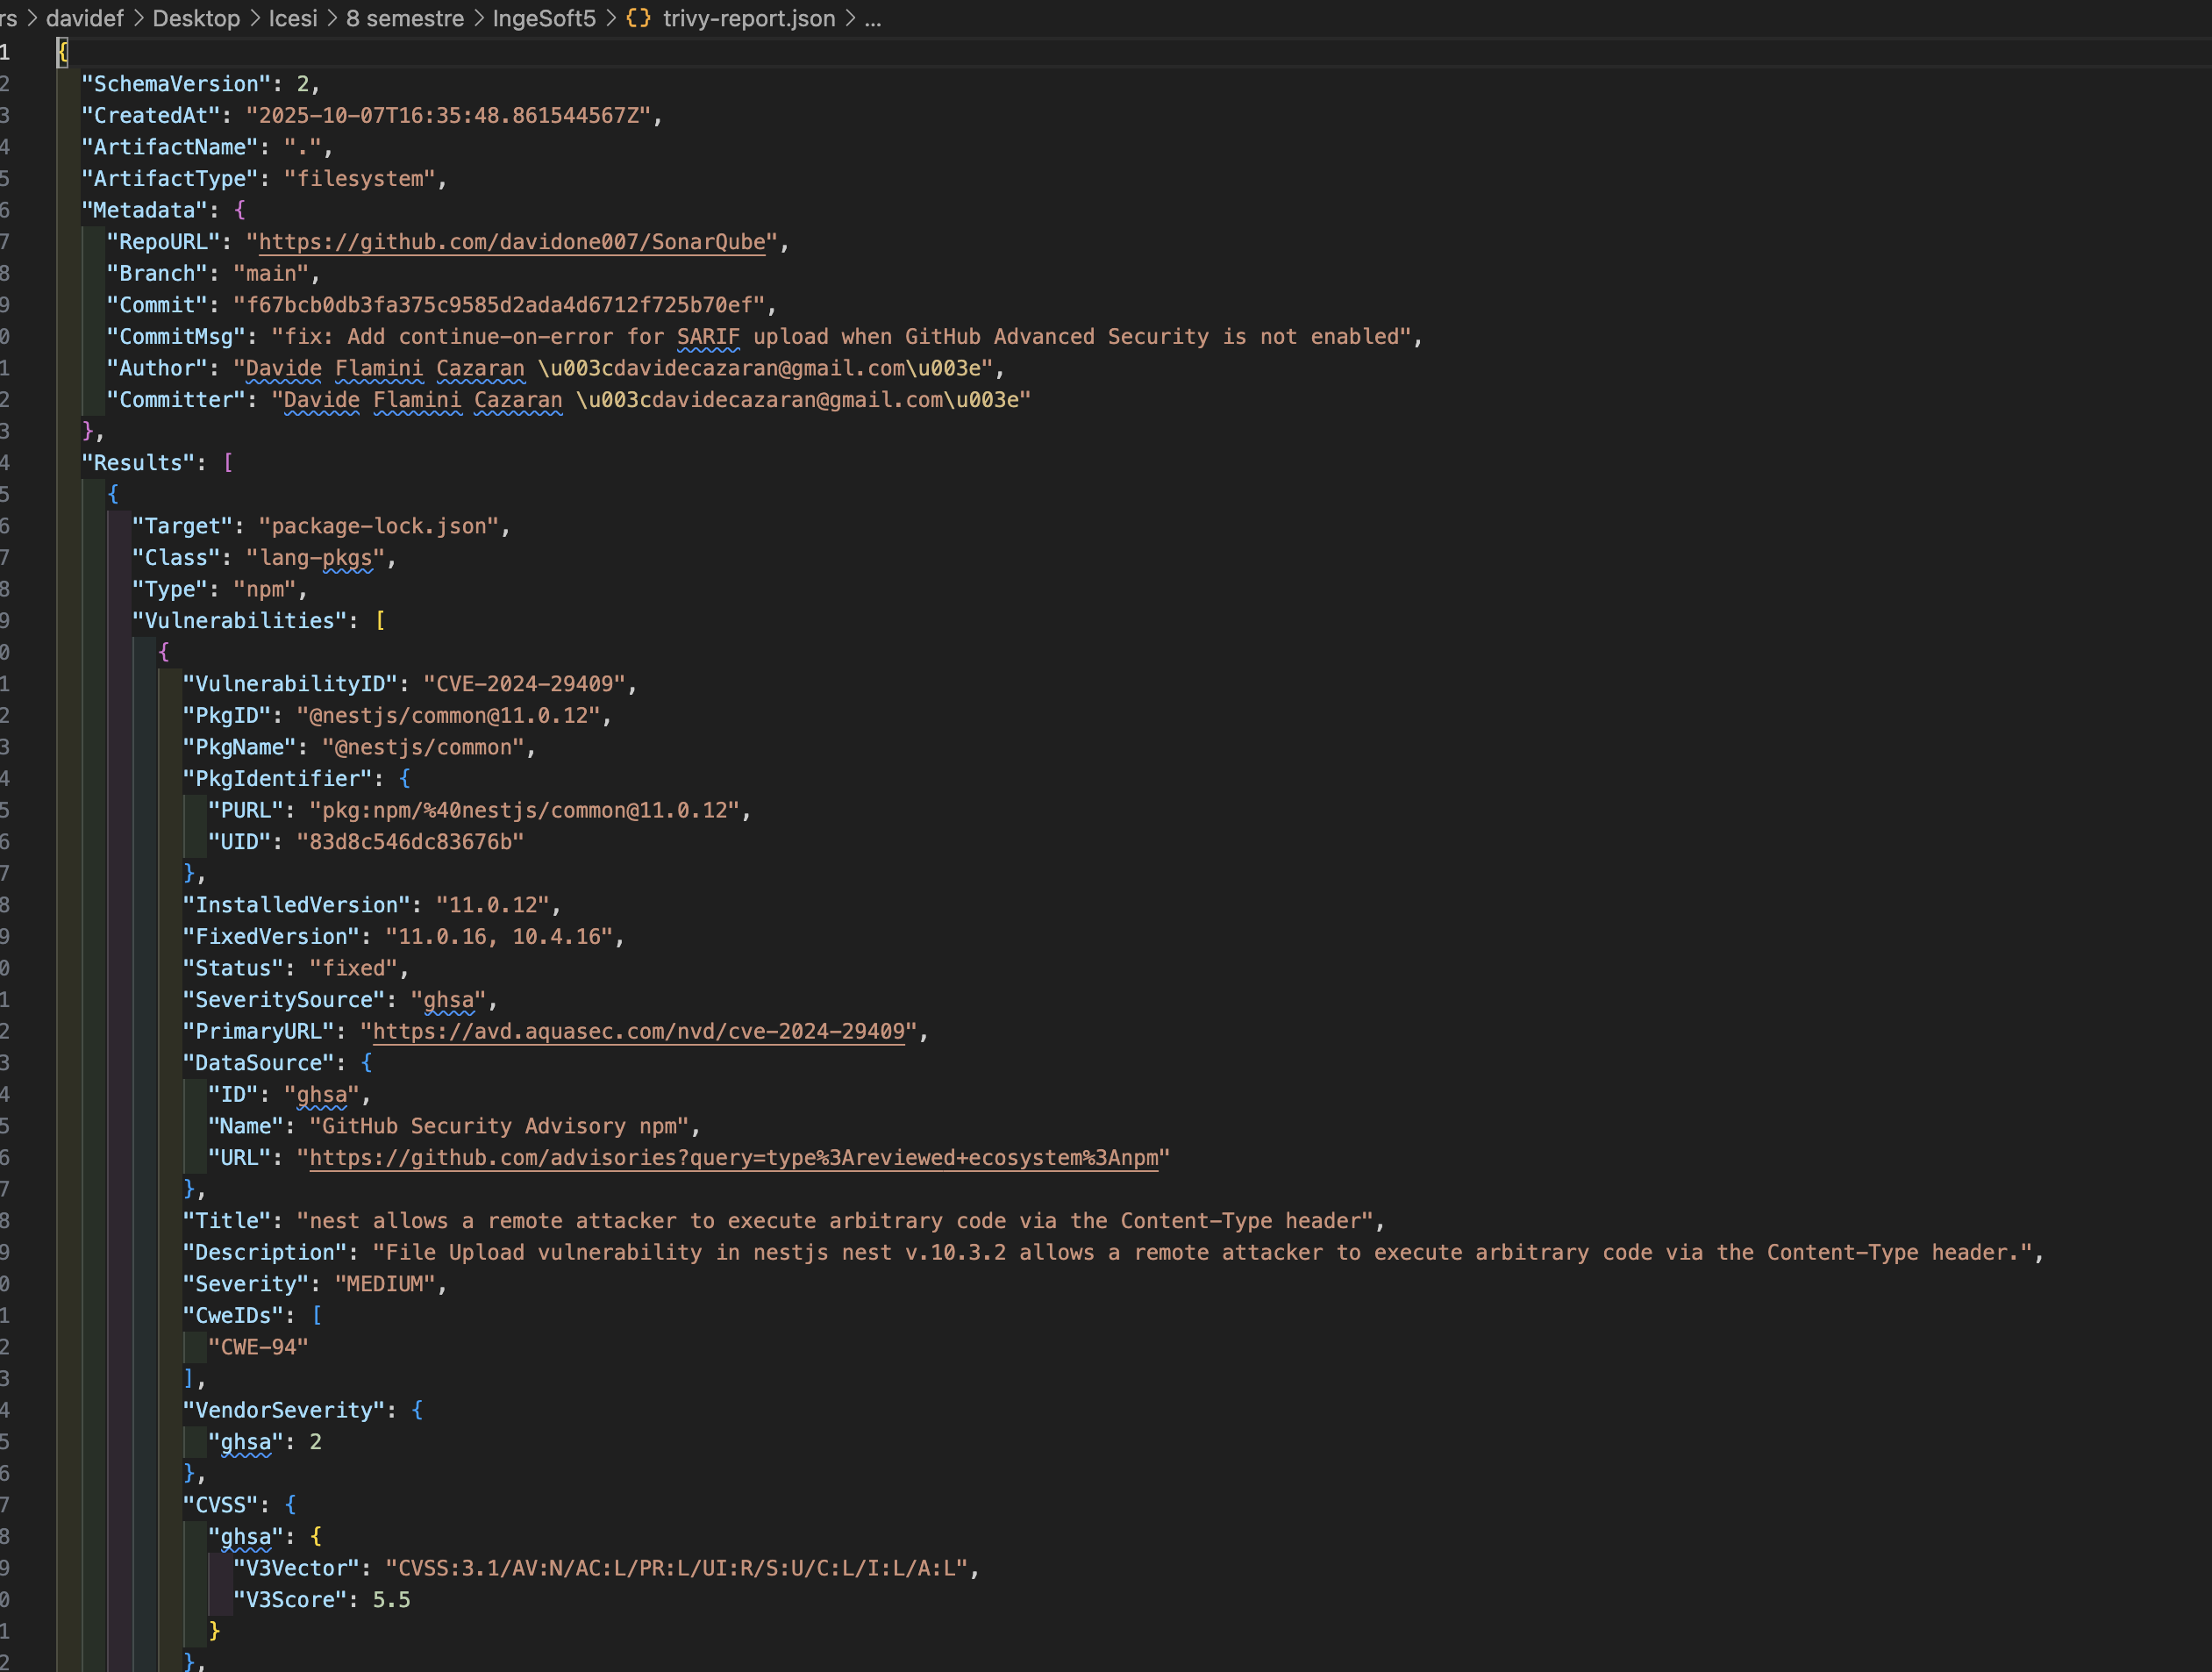 rs > davidef > Desktop > Icesi > 8 semestre > IngeSoft5 > {} trivy-report.json > ...
1 {
2 "SchemaVersion": 2,
3 "CreatedAt": "2025-10-07T16:35:48.861544567Z",
4 "ArtifactName": ".",
5 "ArtifactType": "filesystem",
6 "Metadata": {
7 "RepoURL": "https://github.com/davidone007/SonarQube",
8 "Branch": "main",
9 "Commit": "f67bcb0db3fa375c9585d2ada4d6712f725b70ef",
0 "CommitMsg": "fix: Add continue-on-error for SARIF upload when GitHub Advanced Security is not enabled",
1 "Author": "Davide Flamini Cazaran \u003cdavidecazaran@gmail.com\u003e",
2 "Committer": "Davide Flamini Cazaran \u003cdavidecazaran@gmail.com\u003e"
3 },
4 "Results": [
5 {
6 "Target": "package-lock.json",
7 "Class": "lang-pkgs",
8 "Type": "npm",
9 "Vulnerabilities": [
0 {
1 "VulnerabilityID": "CVE-2024-29409",
2 "PkgID": "@nestjs/common@11.0.12",
3 "PkgName": "@nestjs/common",
4 "PkgIdentifier": {
5 "PURL": "pkg:npm/%40nestjs/common@11.0.12",
6 "UID": "83d8c546dc83676b"
7 },
8 "InstalledVersion": "11.0.12",
9 "FixedVersion": "11.0.16, 10.4.16",
0 "Status": "fixed",
1 "SeveritySource": "ghsa",
2 "PrimaryURL": "https://avd.aquasec.com/nvd/cve-2024-29409",
3 "DataSource": {
4 "ID": "ghsa",
5 "Name": "GitHub Security Advisory npm",
6 "URL": "https://github.com/advisories?query=type%3Areviewed+ecosystem%3Anpm"
7 },
8 "Title": "nest allows a remote attacker to execute arbitrary code via the Content-Type header",
9 "Description": "File Upload vulnerability in nestjs nest v.10.3.2 allows a remote attacker to execute arbitrary code via the Content-Type header.",
0 "Severity": "MEDIUM",
1 "CweIDs": [
2 "CWE-94"
3 ],
4 "VendorSeverity": {
5 "ghsa": 2
6 },
7 "CVSS": {
8 "ghsa": {
9 "V3Vector": "CVSS:3.1/AV:N/AC:L/PR:L/UI:R/S:U/C:L/I:L/A:L",
0 "V3Score": 5.5
1 }
2 },